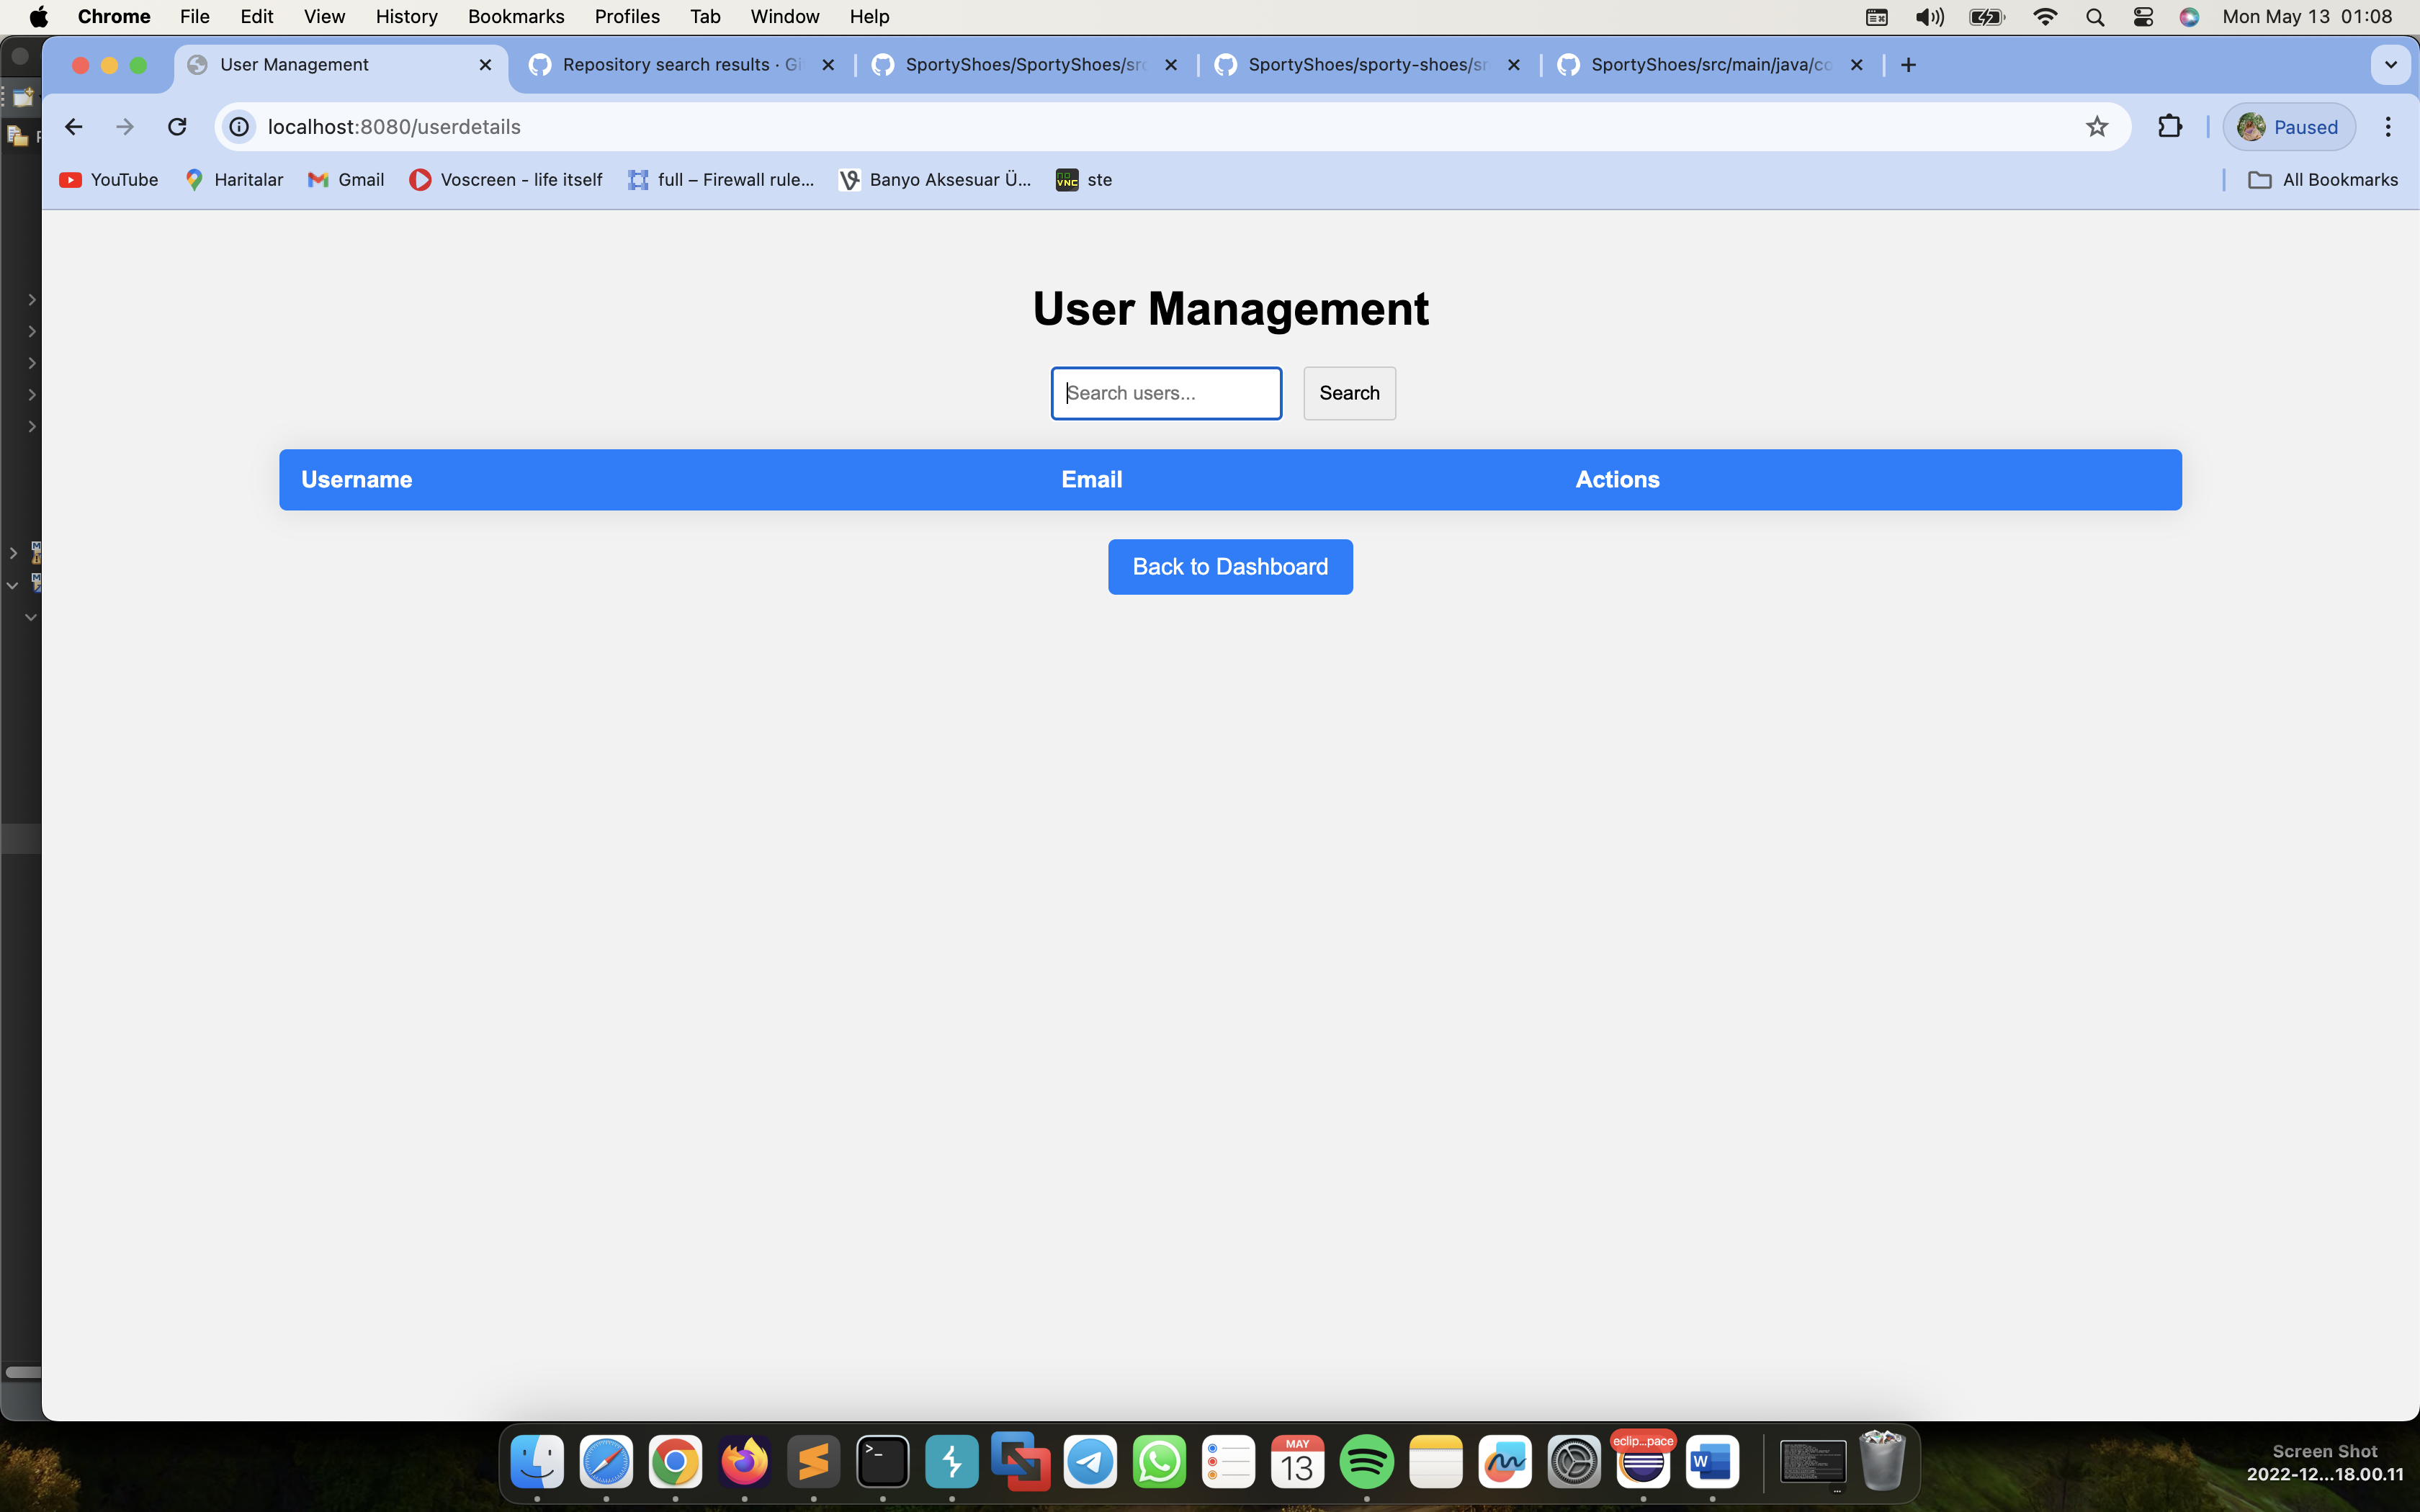 Chrome File Edit View History Bookmarks Profiles Tab Window Help Mon May 13 01:08
User Management Repository search results · Gi SportyShoes/SportyShoes/src SportyShoes/sporty-shoes/sr SportyShoes/src/main/java/co
localhost:8080/userdetails Paused
YouTube Haritalar Gmail Voscreen - life itself full – Firewall rule... Banyo Aksesuar Ü... ste All Bookmarks
User Management
Search users... Search
Username Email Actions
Back to Dashboard
eclip...pace
MAY
13
Screen Shot
2022-12...18.00.11